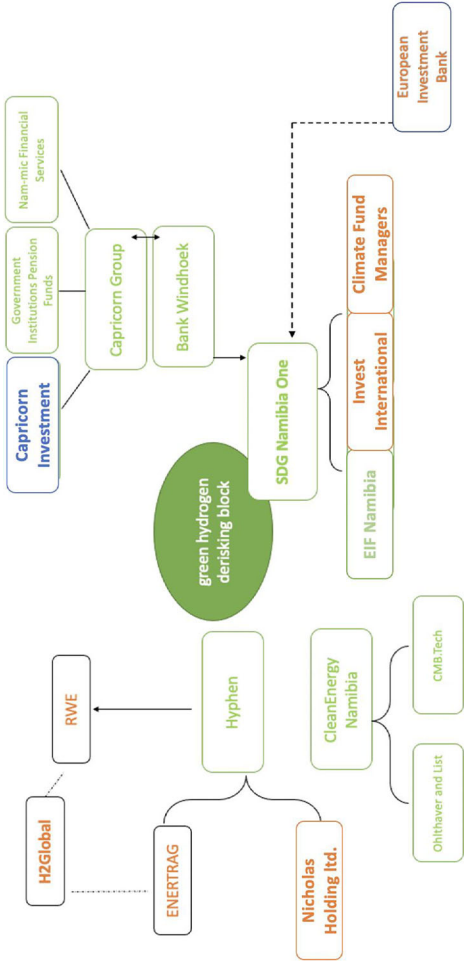 H2Global
RWE
ENERTRAG
Hyphen
Nicholas
Holding ltd.
CleanEnergy
Namibia
Ohlthaver and List
CMB.Tech
green hydrogen
derisking block
Capricorn
Investment
Government
Institutions Pension
Funds
Nam-mic Financial
Services
Capricorn Group
Bank Windhoek
SDG Namibia One
EIF Namibia
Invest
International
Climate Fund
Managers
European
Investment
Bank